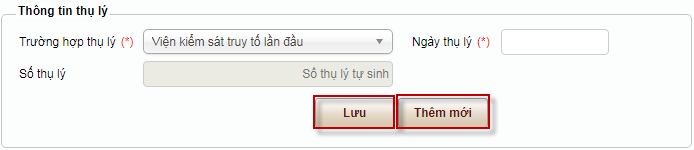 Thông tin thụ lý
Trường hợp thụ lý (*) Viện kiểm sát truy tố lần đầu Ngày thụ lý (*)
Số thụ lý Số thụ lý tự sinh
Lưu Thêm mới